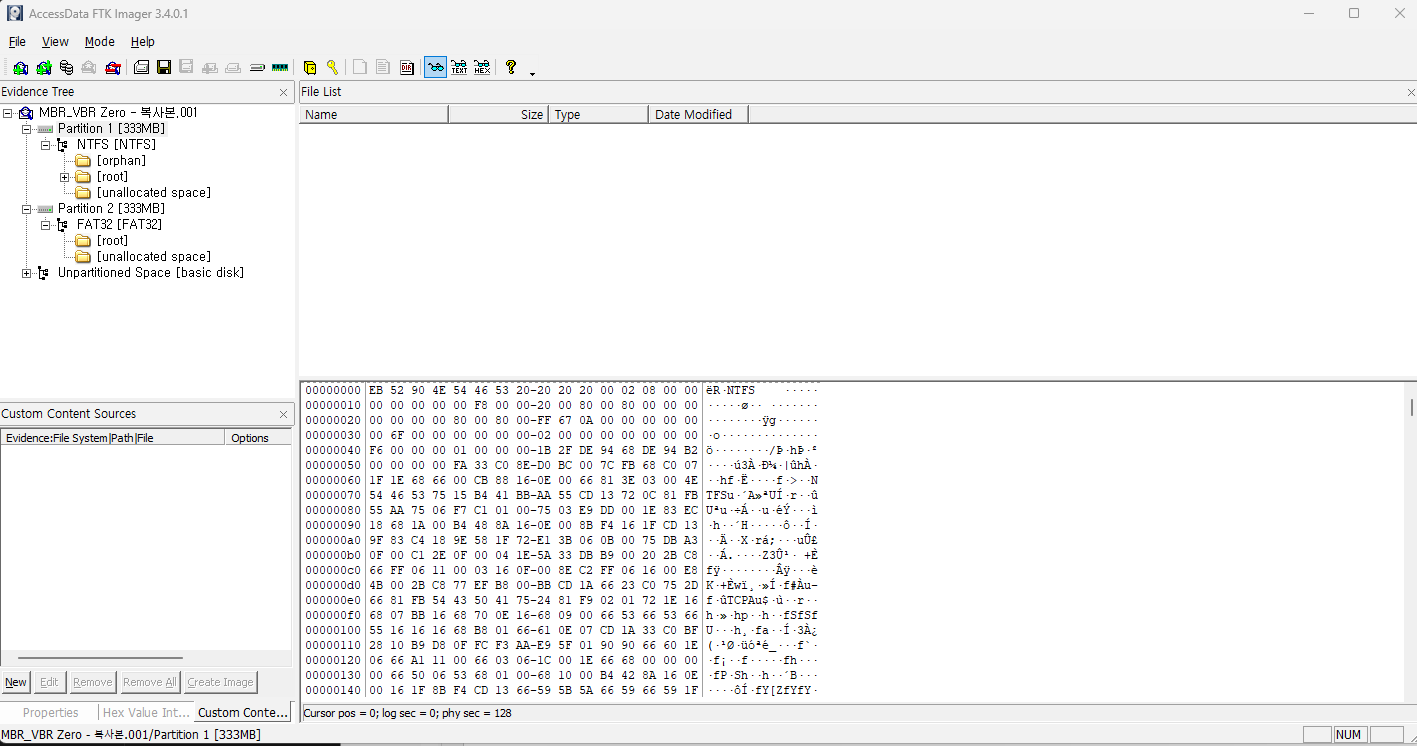 AccessData FTK Imager 3.4.0.1
File View Mode Help
Evidence Tree
MBR_VBR Zero - 복사본.001
Partition 1 [333MB]
NTFS [NTFS]
[orphan]
[root]
[unallocated space]
Partition 2 [333MB]
FAT32 [FAT32]
[root]
[unallocated space]
Unpartitioned Space [basic disk]
File List
Name Size Type Date Modified
Custom Content Sources
Evidence:File System|Path|File Options
New Edit Remove Remove All Create Image
Properties Hex Value Int... Custom Conte...
00000000 EB 52 90 4E 54 46 53 20-20 20 20 00 02 08 00 00 ëR·NTFS    ·····
00000010 00 00 00 00 00 F8 00 00-20 00 80 00 80 00 00 00 ·····ø·· ·······
00000020 00 00 00 00 80 00 80 00-FF 67 0A 00 00 00 00 00 ········ÿg······
00000030 00 6F 00 00 00 00 00 00-02 00 00 00 00 00 00 00 ·o··············
00000040 F6 00 00 00 01 00 00 00-1B 2F DE 94 68 DE 94 B2 ö········/Þ·hÞ·²
00000050 00 00 00 00 FA 33 C0 8E-D0 BC 00 7C FB 68 C0 07 ····ú3À·Ð¼·|ûhÀ·
00000060 1F 1E 68 66 00 CB 88 16-0E 00 66 81 3E 03 00 4E ··hf·Ë····f·>··N
00000070 54 46 53 75 15 B4 41 BB-AA 55 CD 13 72 0C 81 FB TFSu·´A»ªUÍ·r··û
00000080 55 AA 75 06 F7 C1 01 00-75 03 E9 DD 00 1E 83 EC Uªu·÷Á··u·éÝ···ì
00000090 18 68 1A 00 B4 48 8A 16-0E 00 8B F4 16 1F CD 13 ·h··´H·····ô··Í·
000000a0 9F 83 C4 18 9E 58 1F 72-E1 3B 06 0B 00 75 DB A3 ··Ä··X·rá;···uÛ£
000000b0 0F 00 C1 2E 0F 00 04 1E-5A 33 DB B9 00 20 2B C8 ··Á.····Z3Û¹· +È
000000c0 66 FF 06 11 00 03 16 0F-00 8E C2 FF 06 16 00 E8 fÿ········Âÿ···è
000000d0 4B 00 2B C8 77 EF B8 00-BB CD 1A 66 23 C0 75 2D K·+Èwï¸·»Í·f#Àu-
000000e0 66 81 FB 54 43 50 41 75-24 81 F9 02 01 72 1E 16 f·ûTCPAu$·ù··r··
000000f0 68 07 BB 16 68 70 0E 16-68 09 00 66 53 66 53 66 h·»·hp··h··fSfSf
00000100 55 16 16 16 68 B8 01 66-61 0E 07 CD 1A 33 C0 BF U···h¸·fa··Í·3À¿
00000110 28 10 B9 D8 0F FC F3 AA-E9 5F 01 90 90 66 60 1E (·¹Ø·üóªé_···f`·
00000120 06 66 A1 11 00 66 03 06-1C 00 1E 66 68 00 00 00 ·f¡··f·····fh···
00000130 00 66 50 06 53 68 01 00-68 10 00 B4 42 8A 16 0E ·fP·Sh··h··´B···
00000140 00 16 1F 8B F4 CD 13 66-59 5B 5A 66 59 66 59 1F ····ôÍ·fY[ZfYfY·
Cursor pos = 0; log sec = 0; phy sec = 128
MBR_VBR Zero - 복사본.001/Partition 1 [333MB] NUM